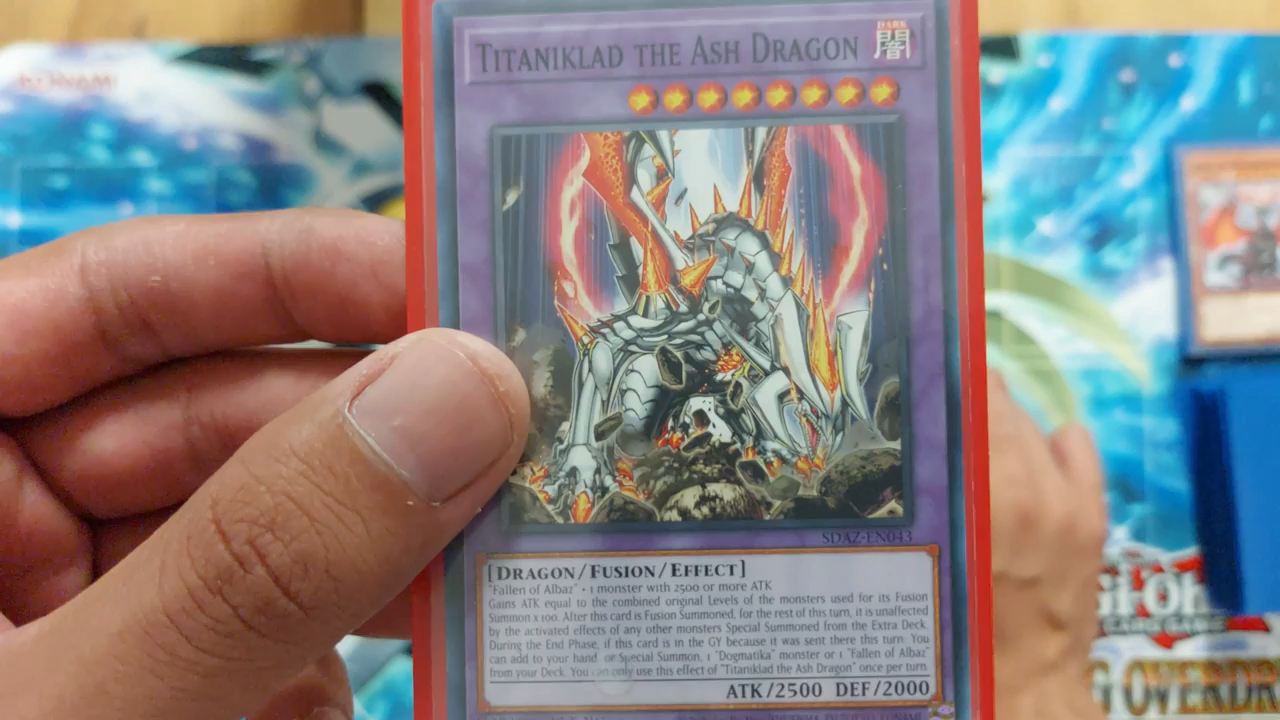 KONAMI
TITANIKLAD THE ASH DRAGON
DARK
闇
SDAZ-EN043
[DRAGON/FUSION/EFFECT]
"Fallen of Albaz" + 1 monster with 2500 or more ATK
Gains ATK equal to the combined original Levels of the monsters used for its Fusion
Summon x 100. After this card is Fusion Summoned, for the rest of this turn, it is unaffected
by the activated effects of any other monsters Special Summoned from the Extra Deck.
During the End Phase, if this card is in the GY because it was sent there this turn: You
can add to your hand, or Special Summon, 1 "Dogmatika" monster or 1 "Fallen of Albaz"
from your Deck. You can only use this effect of "Titaniklad the Ash Dragon" once per turn.
ATK/2500 DEF/2000